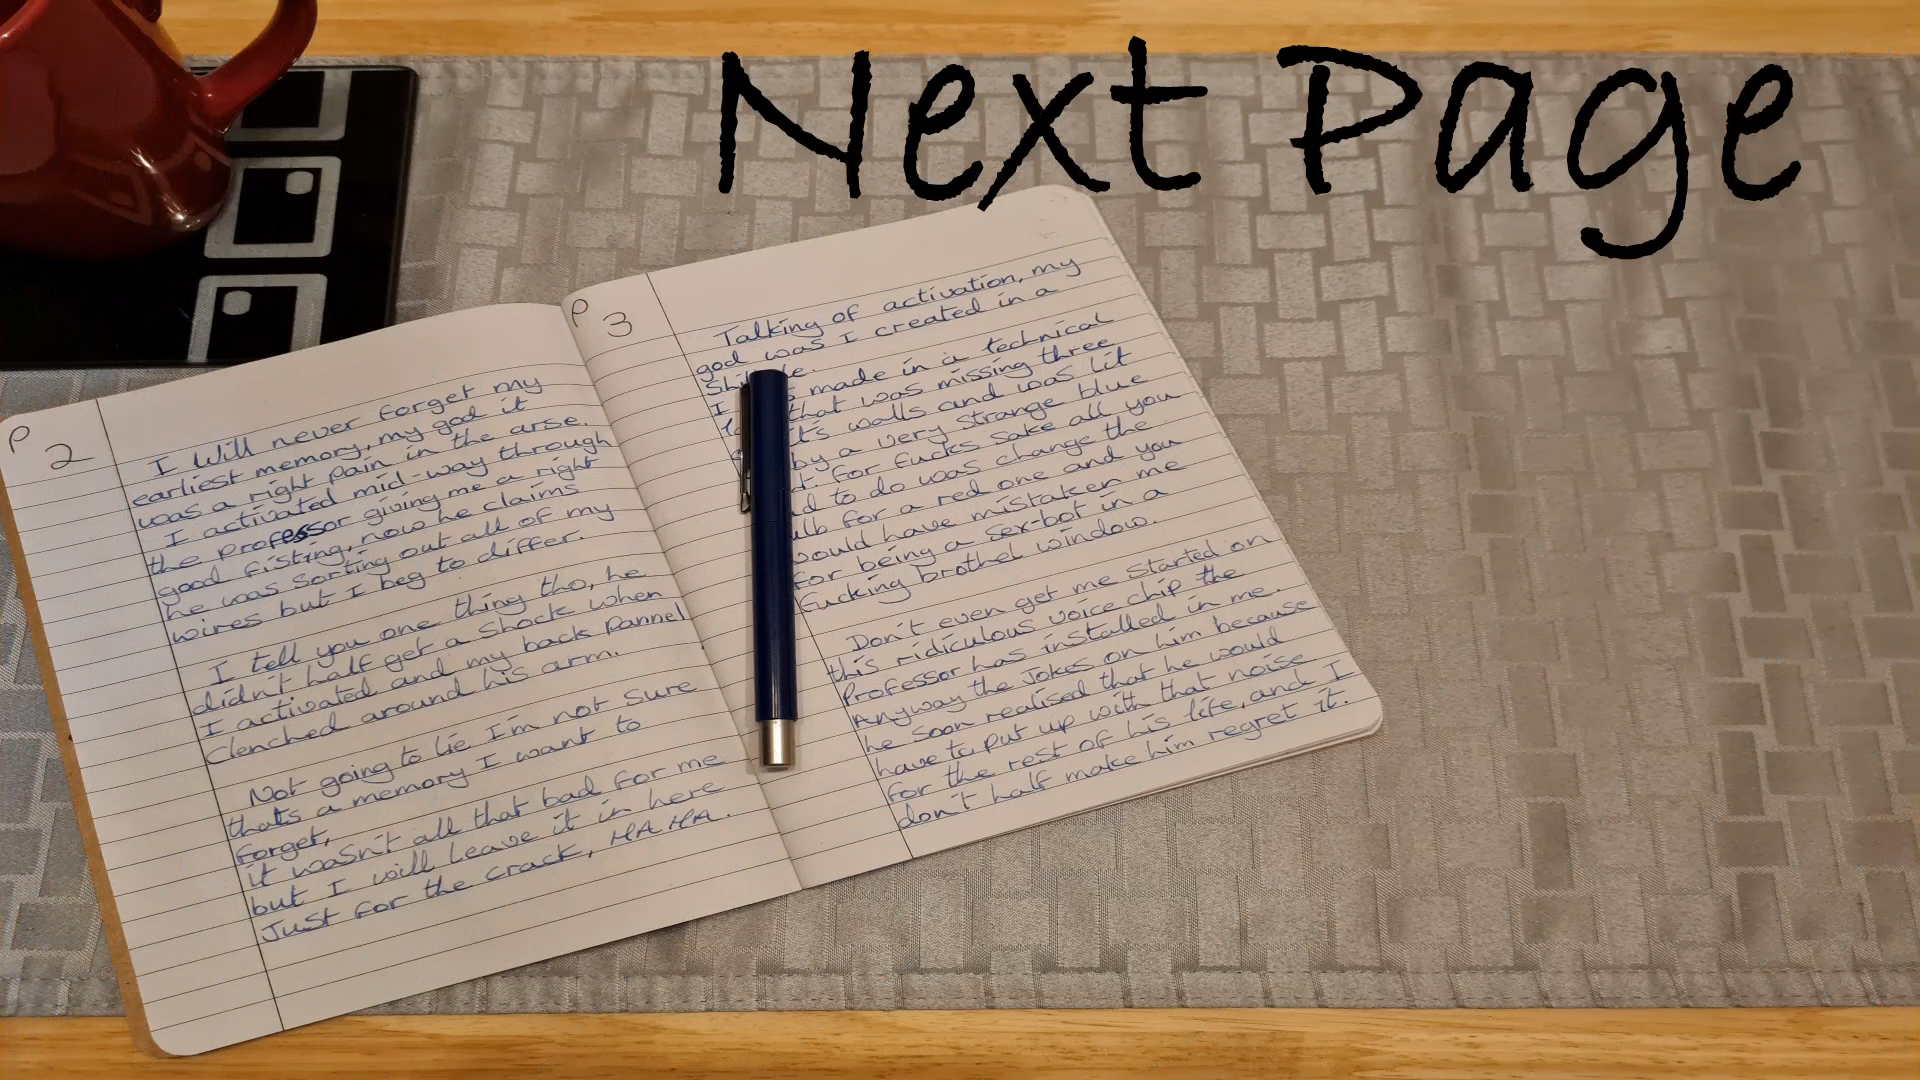 Next Page
P 2
I Will never forget my
earliest memory, my god it
was a right pain in the arse.
I activated mid-way through
the professor giving me a right
good fisting, now he claims
he was sorting out all of my
wires but I beg to differ.
I tell you one thing tho, he
didn't half get a shock when
I activated and my back pannel
clenched around his arm.
Not going to lie I'm not sure
thats a memory I want to
forget,
it wasn't all that bad for me
but I will leave it in here
Just for the crack, HA HA.
P 3
Talking of activation, my
god was I created in a
I made in a technical
that was missing three
it's walls and was lit
by a very strange blue
For fucks sake all you
to do was change the
for a red one and you
would have mistaken me
for being a sex-bot in a
fucking brothel window.
Don't even get me started on
this ridiculous voice chip the
Professor has installed in me.
Anyway the Jokes on him because
he soon realised that he would
have to put up with that noise
for the rest of his life, and I
don't half make him regret it.